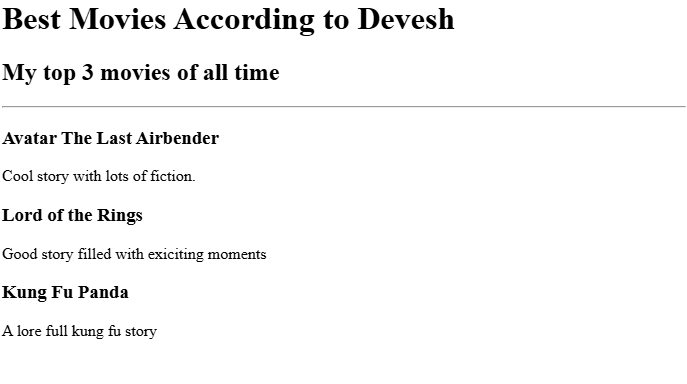 Best Movies According to Devesh
My top 3 movies of all time
Avatar The Last Airbender
Cool story with lots of fiction.
Lord of the Rings
Good story filled with exiciting moments
Kung Fu Panda
A lore full kung fu story